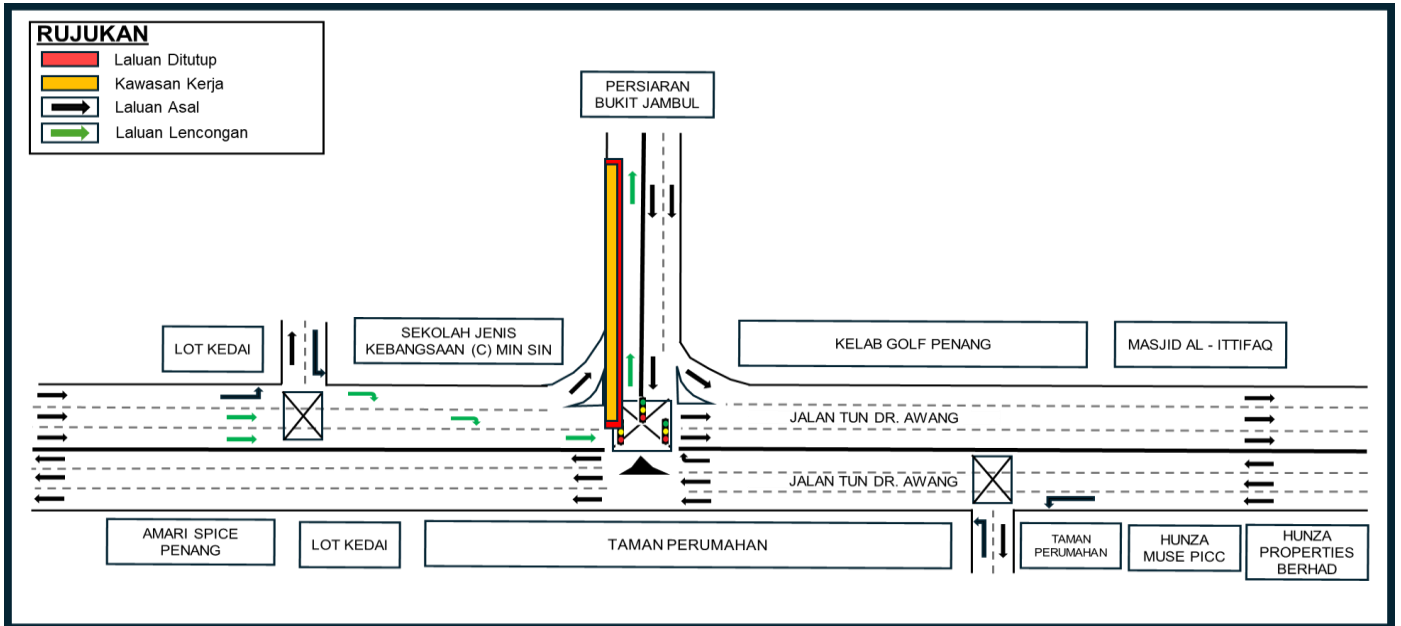 RUJUKAN
Laluan Ditutup
Kawasan Kerja
Laluan Asal
Laluan Lencongan
PERSIARAN
BUKIT JAMBUL
LOT KEDAI
SEKOLAH JENIS
KEBANGSAAN (C) MIN SIN
KELAB GOLF PENANG
MASJID AL - ITTIFAQ
JALAN TUN DR. AWANG
JALAN TUN DR. AWANG
AMARI SPICE
PENANG
LOT KEDAI
TAMAN PERUMAHAN
TAMAN
PERUMAHAN
HUNZA
MUSE PICC
HUNZA
PROPERTIES
BERHAD